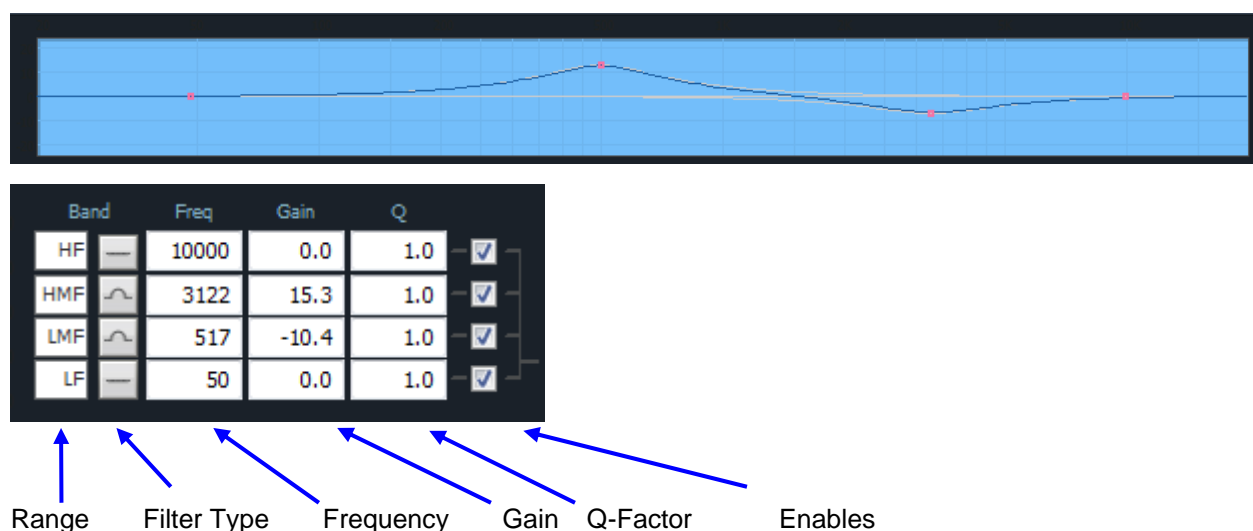 Band Freq Gain Q
HF 10000 0.0 1.0
HMF 3122 15.3 1.0
LMF 517 -10.4 1.0
LF 50 0.0 1.0
Range Filter Type Frequency Gain Q-Factor Enables